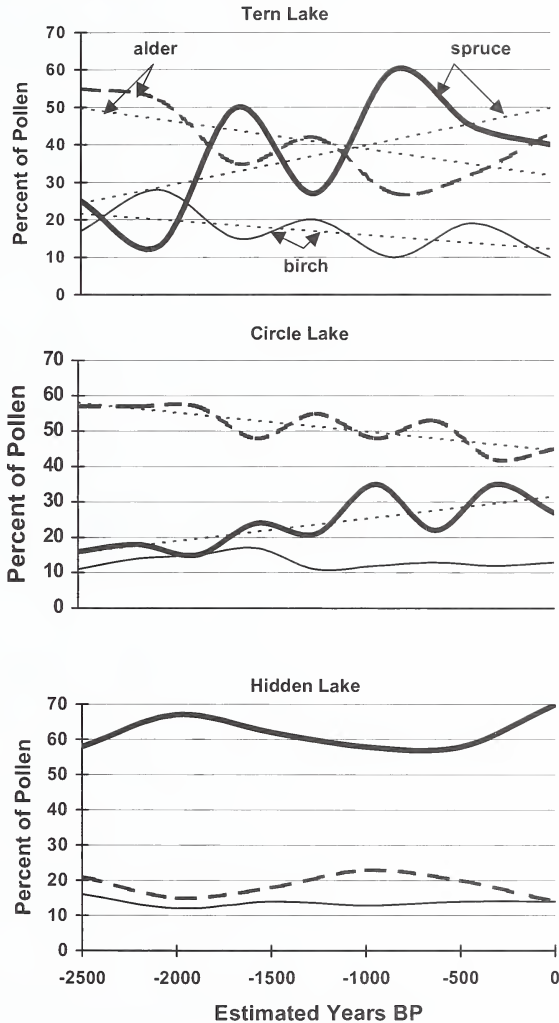 Tern Lake
70
60
50
40
30
20
10
0
Percent of Pollen
alder
spruce
birch
Circle Lake
70
60
50
40
30
20
10
0
Percent of Pollen
Hidden Lake
70
60
50
40
30
20
10
0
Percent of Pollen
-2500 -2000 -1500 -1000 -500 0
Estimated Years BP